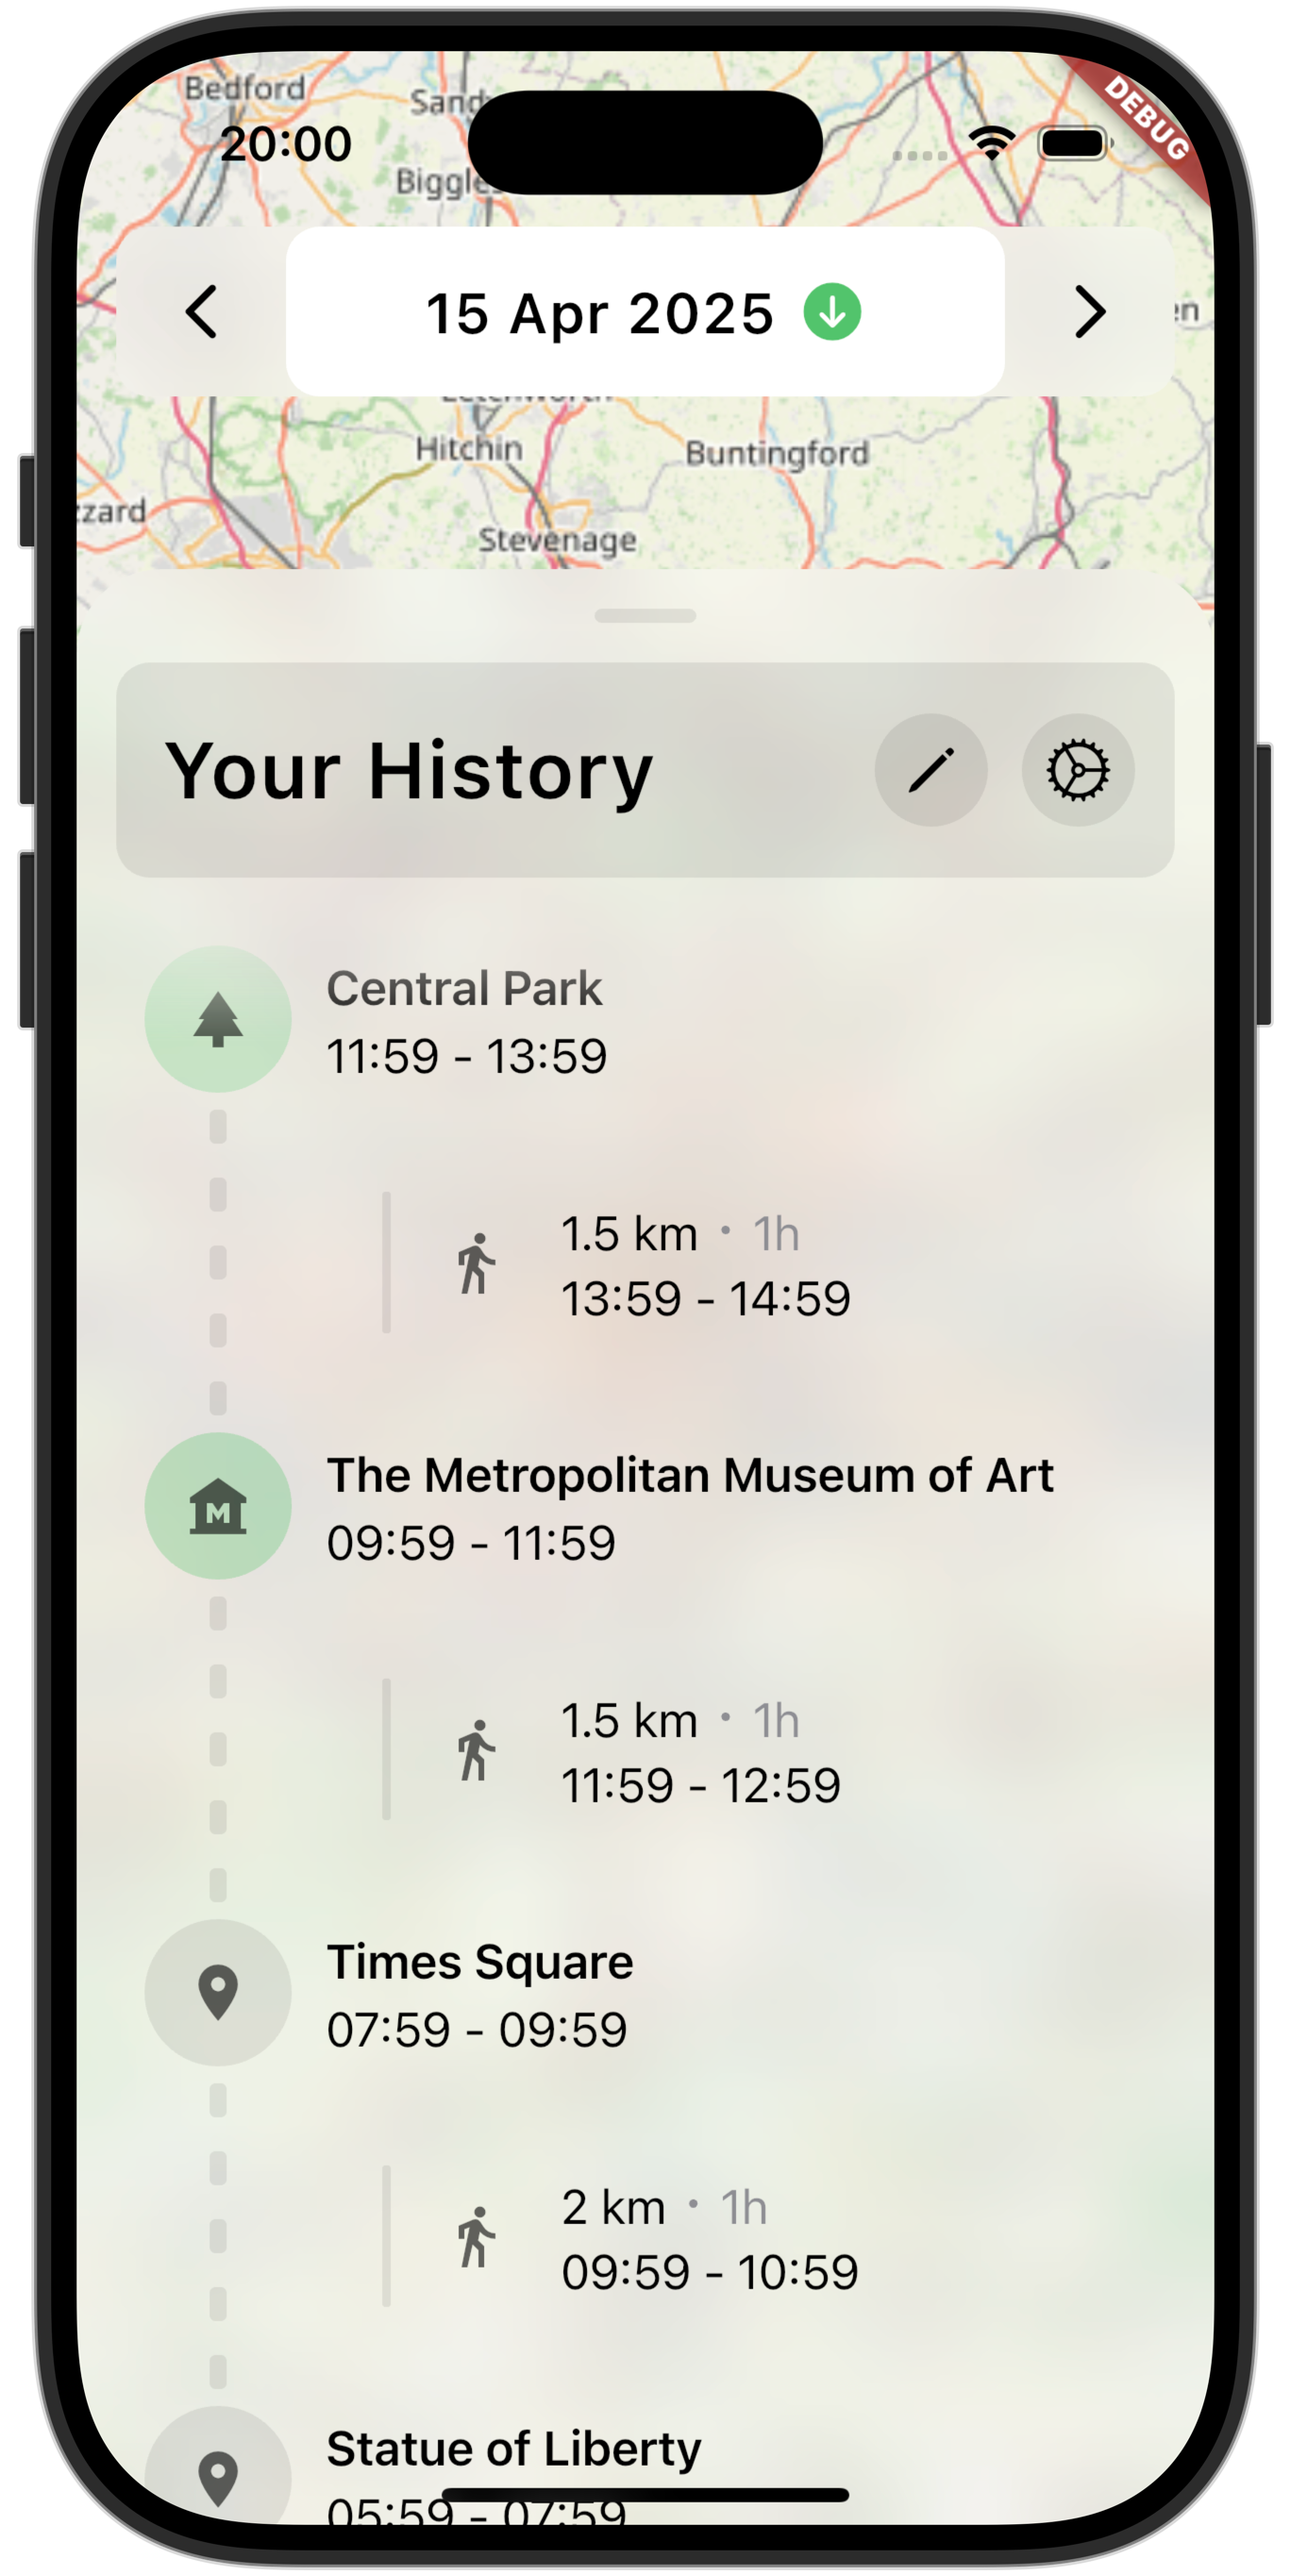 Bedford
20:00
DEBUG
15 Apr 2025
Hitchin
Buntingford
Stevenage
Your History
Central Park
11:59 - 13:59
1.5 km · 1h
13:59 - 14:59
The Metropolitan Museum of Art
09:59 - 11:59
1.5 km · 1h
11:59 - 12:59
Times Square
07:59 - 09:59
2 km · 1h
09:59 - 10:59
Statue of Liberty
05:59 - 07:59